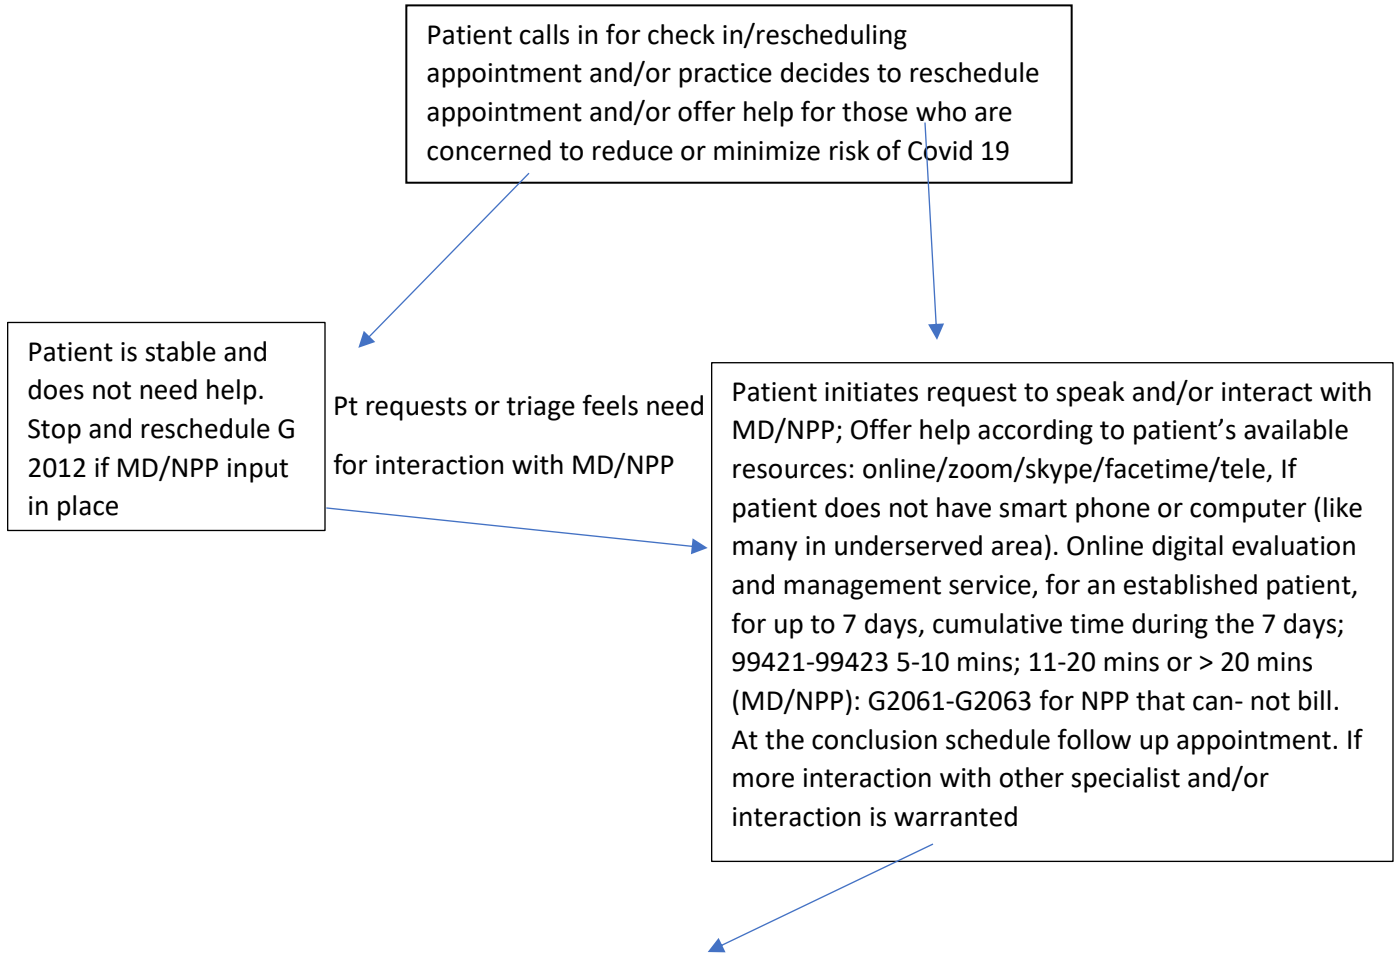 Patient calls in for check in/rescheduling
appointment and/or practice decides to reschedule
appointment and/or offer help for those who are
concerned to reduce or minimize risk of Covid 19
Patient is stable and
does not need help.
Stop and reschedule G
2012 if MD/NPP input
in place
Pt requests or triage feels need
for interaction with MD/NPP
Patient initiates request to speak and/or interact with
MD/NPP; Offer help according to patient’s available
resources: online/zoom/skype/facetime/tele, If
patient does not have smart phone or computer (like
many in underserved area). Online digital evaluation
and management service, for an established patient,
for up to 7 days, cumulative time during the 7 days;
99421-99423 5-10 mins; 11-20 mins or > 20 mins
(MD/NPP): G2061-G2063 for NPP that can- not bill.
At the conclusion schedule follow up appointment. If
more interaction with other specialist and/or
interaction is warranted